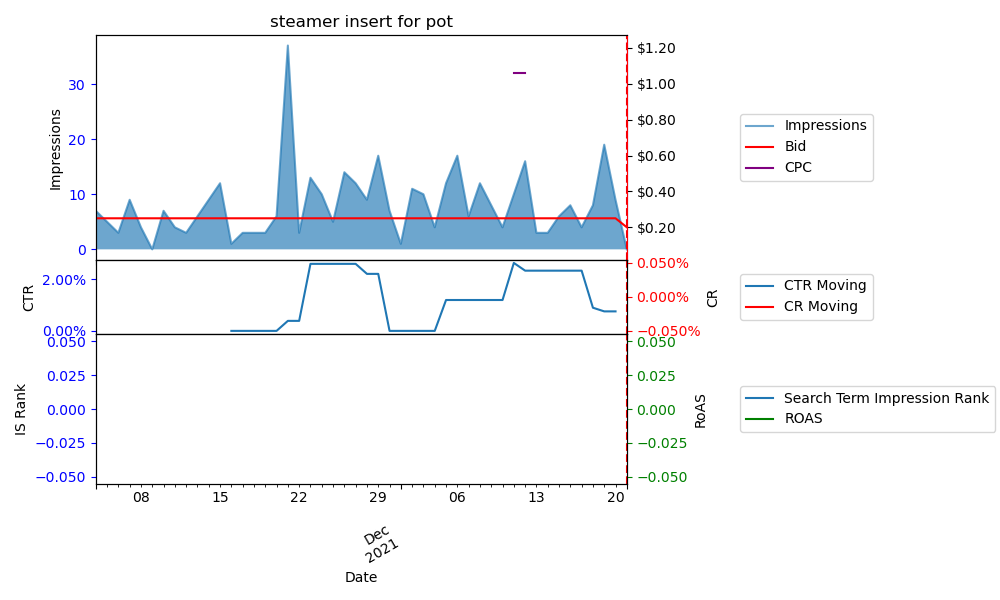 steamer insert for pot
Impressions
30
20
10
0
$1.20
$1.00
$0.80
$0.60
$0.40
$0.20
Impressions
Bid
CPC
CTR
2.00%
0.00%
0.050%
0.000%
−0.050%
CR
CTR Moving
CR Moving
IS Rank
0.050
0.025
0.000
−0.025
−0.050
0.050
0.025
0.000
−0.025
−0.050
RoAS
Search Term Impression Rank
ROAS
08 15 22 29 06 13 20
Dec
2021
Date